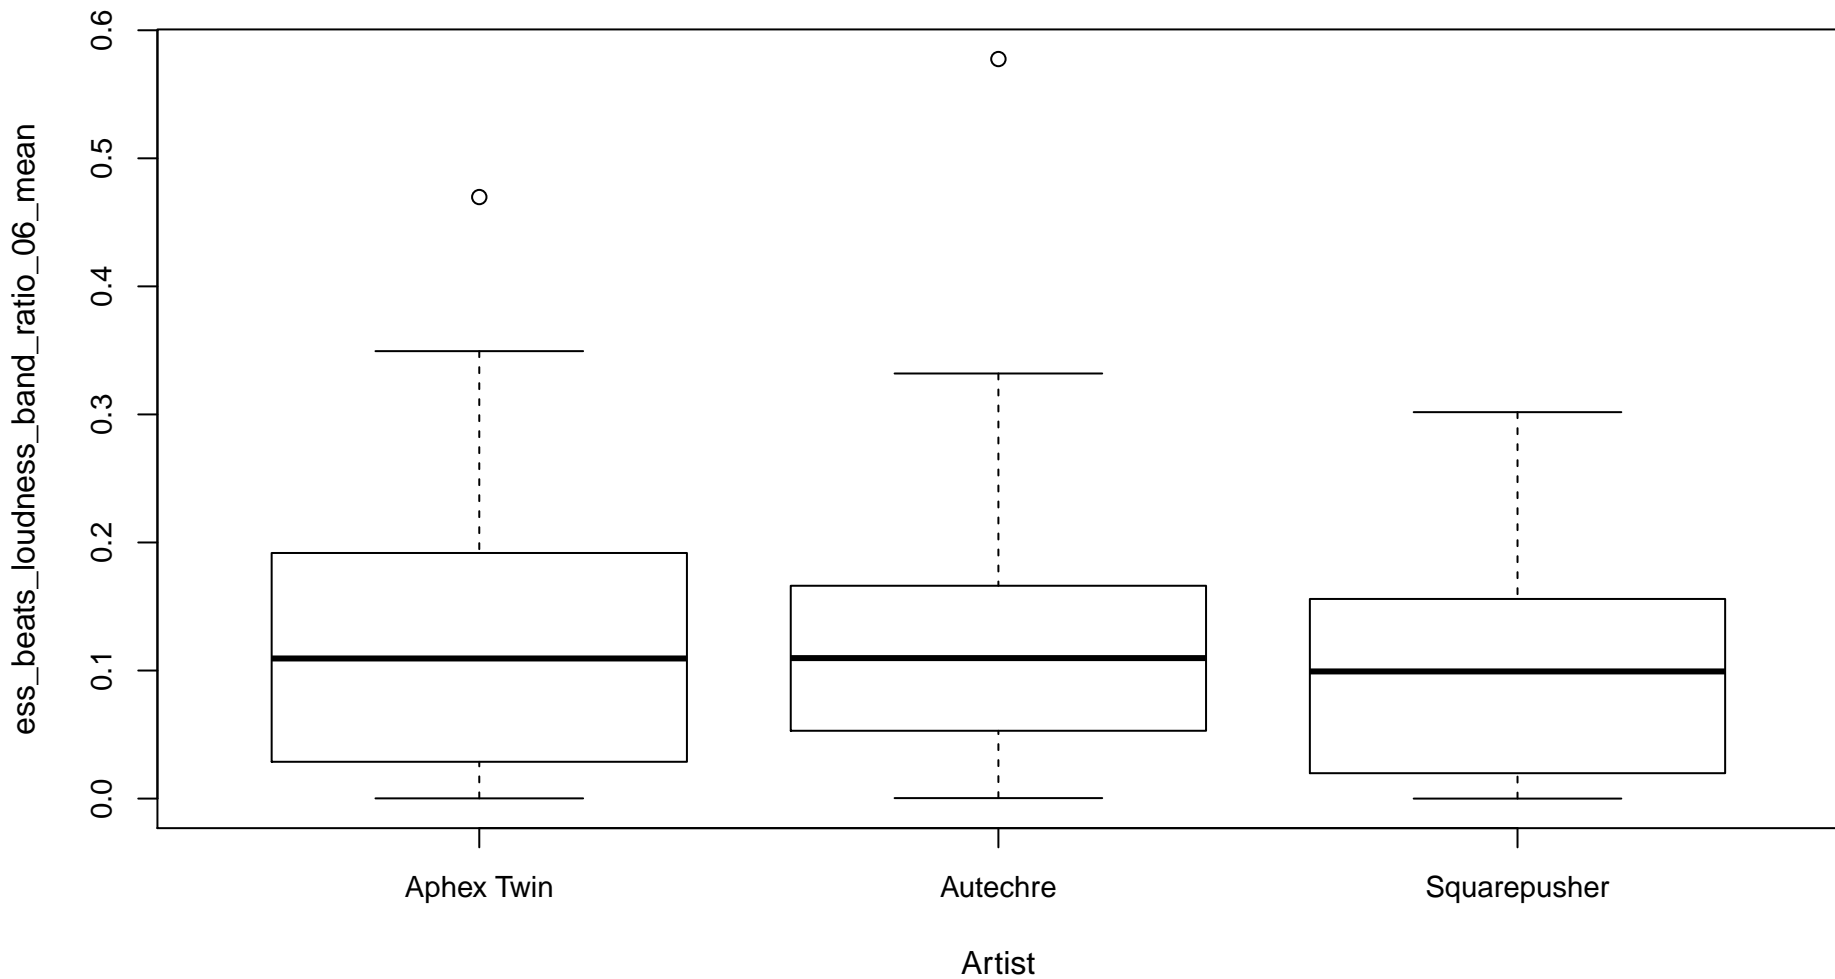 ess_beats_loudness_band_ratio_06_mean
0.6
0.5
0.4
0.3
0.2
0.1
0.0
Aphex Twin
Autechre
Squarepusher
Artist